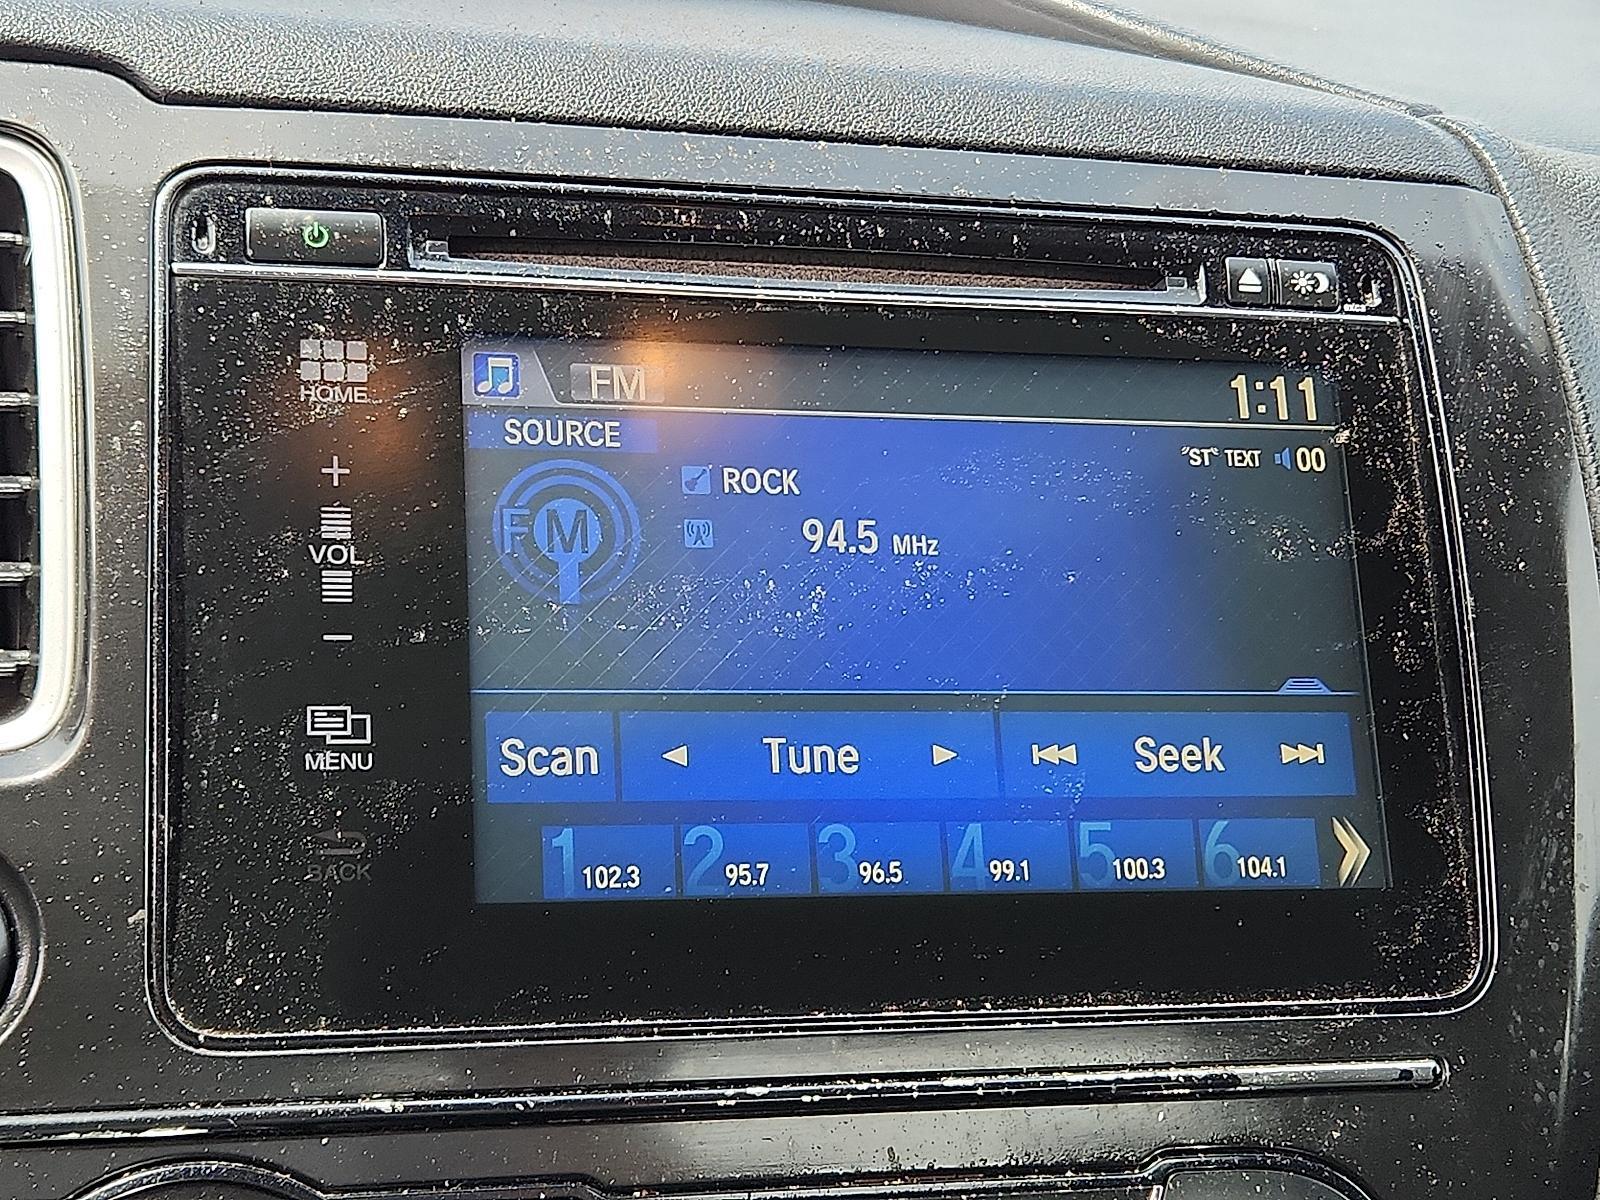 HOME
+
VOL
−
MENU
BACK
FM
1:11
SOURCE
"ST" TEXT 00
FM
ROCK
94.5 MHz
Scan Tune Seek
1 102.3 2 95.7 3 96.5 4 99.1 5 100.3 6 104.1